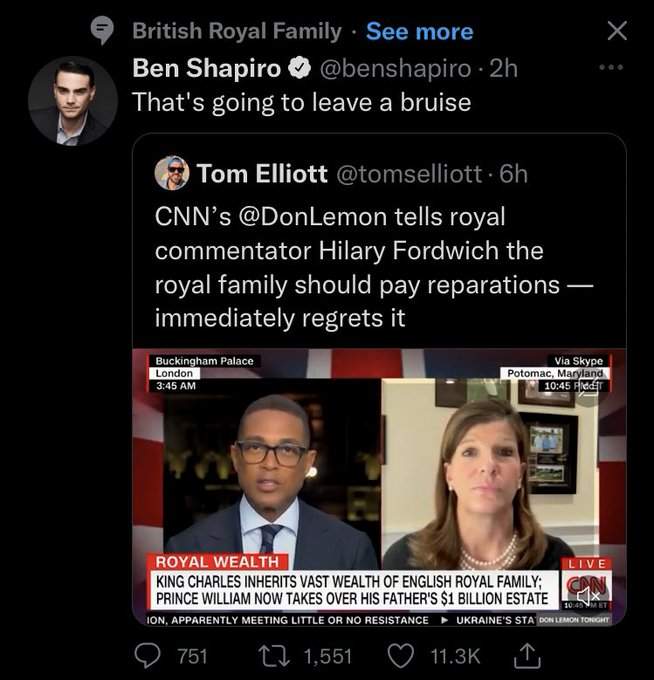 British Royal Family · See more
Ben Shapiro @benshapiro · 2h
That's going to leave a bruise
Tom Elliott @tomselliott · 6h
CNN's @DonLemon tells royal
commentator Hilary Fordwich the
royal family should pay reparations —
immediately regrets it
Buckingham Palace
London
3:45 AM
Via Skype
Potomac, Maryland
10:45
ROYAL WEALTH
KING CHARLES INHERITS VAST WEALTH OF ENGLISH ROYAL FAMILY;
PRINCE WILLIAM NOW TAKES OVER HIS FATHER'S $1 BILLION ESTATE
LIVE
CNN
10:45
ION, APPARENTLY MEETING LITTLE OR NO RESISTANCE ▶ UKRAINE'S STA
DON LEMON TONIGHT
751 1,551 11.3K